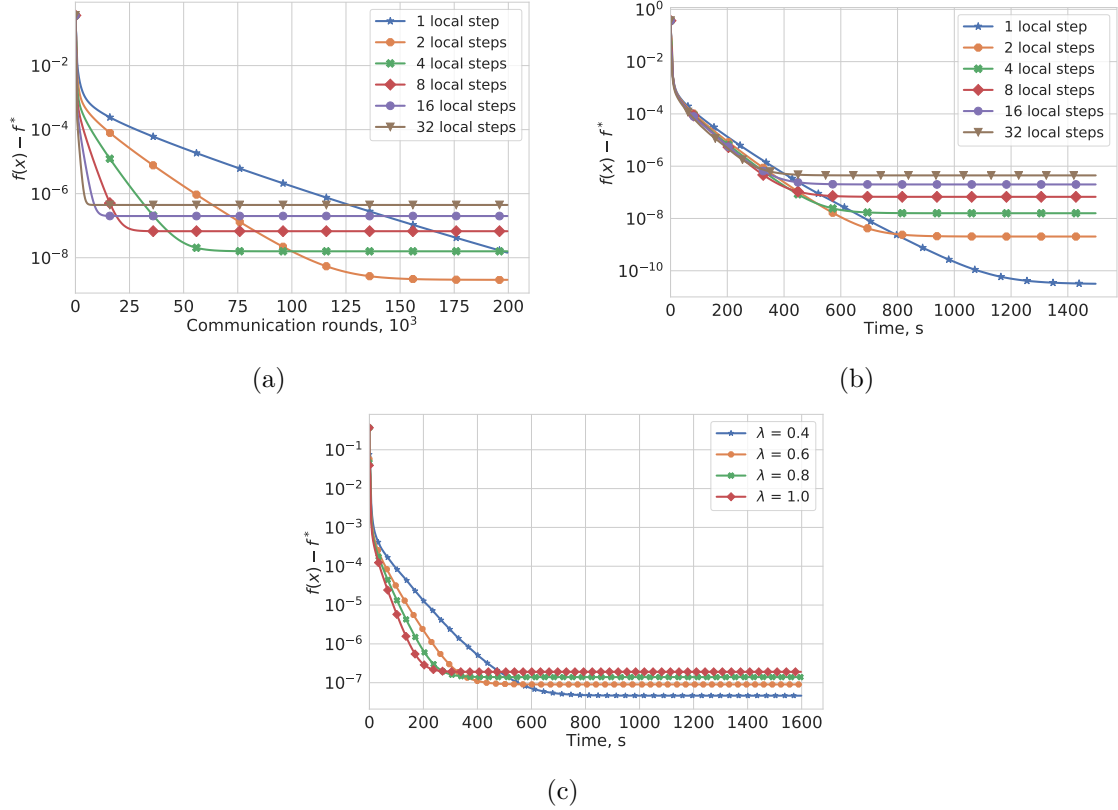 10^0
10^{-2}
10^{-4}
10^{-6}
10^{-8}
f(x) − f^*
0 25 50 75 100 125 150 175 200
Communication rounds, 10^3
1 local step
2 local steps
4 local steps
8 local steps
16 local steps
32 local steps
(a)
10^0
10^{-2}
10^{-4}
10^{-6}
10^{-8}
10^{-10}
f(x) − f^*
0 200 400 600 800 1000 1200 1400
Time, s
1 local step
2 local steps
4 local steps
8 local steps
16 local steps
32 local steps
(b)
10^{-1}
10^{-2}
10^{-3}
10^{-4}
10^{-5}
10^{-6}
10^{-7}
f(x) − f^*
0 200 400 600 800 1000 1200 1400 1600
Time, s
λ = 0.4
λ = 0.6
λ = 0.8
λ = 1.0
(c)